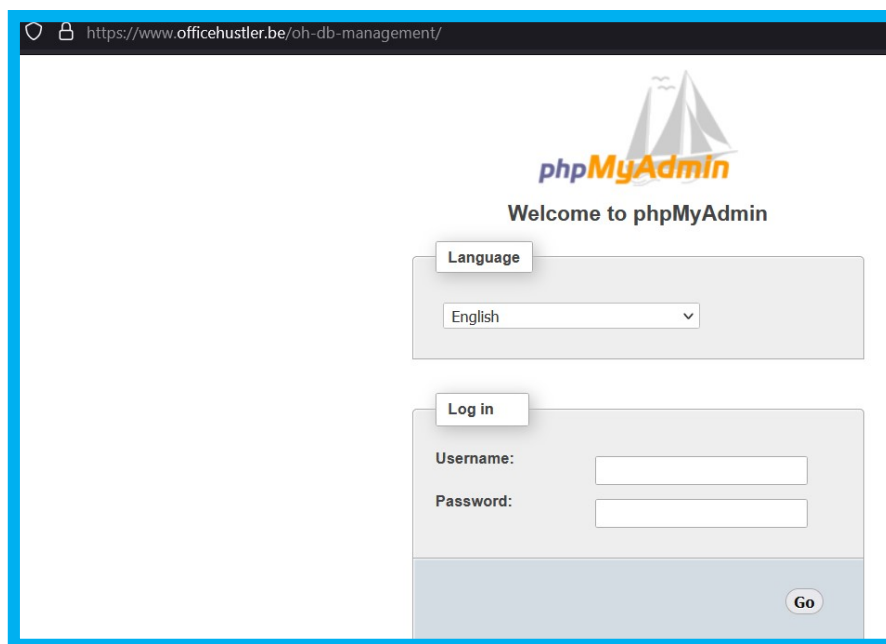 https://www.officehustler.be/oh-db-management/
phpMyAdmin
Welcome to phpMyAdmin
Language
English
Log in
Username:
Password:
Go